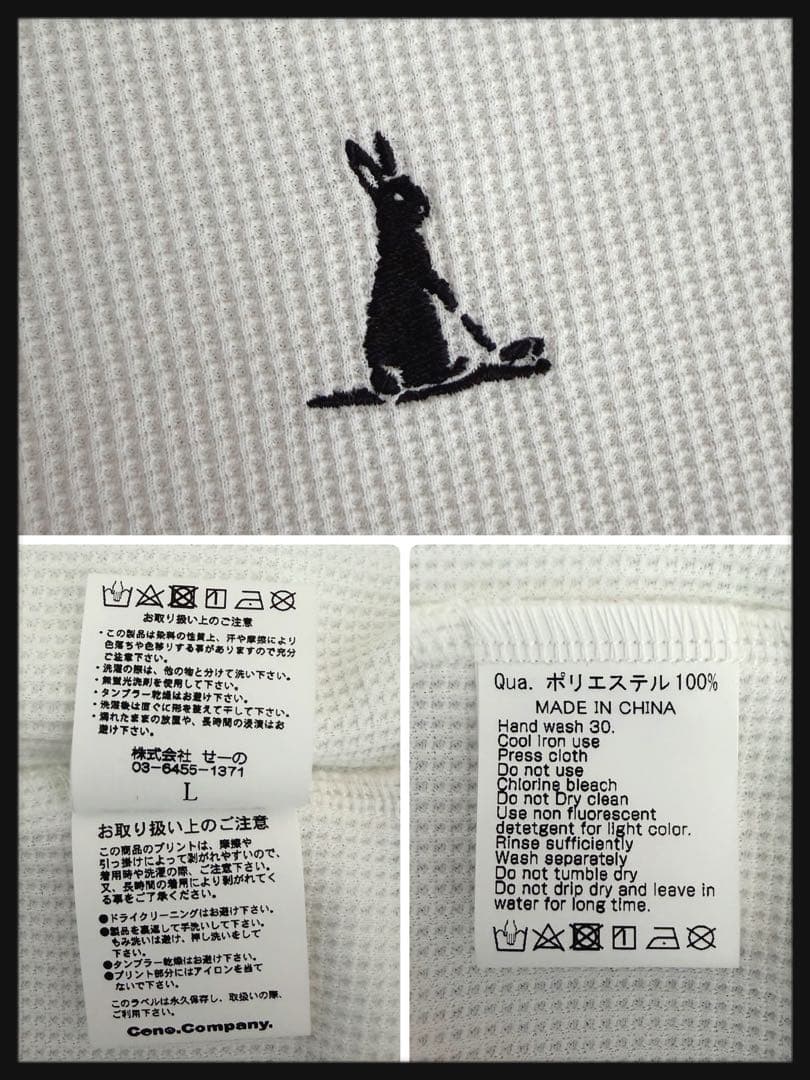 お取り扱い上のご注意
・この製品は染料の性質上、汗や摩擦により
色落ちや色移りする事がありますので充分
ご注意下さい。
・洗濯の際は、他の物と分けて洗い下さい。
・無蛍光洗剤を使用して下さい。
・タンブラー乾燥はお避け下さい。
・洗濯後は直ぐに形を整えて干して下さい。
・濡れたままの放置や、長時間の浸漬はお
避け下さい。
株式会社 せーの
03-6455-1371
L
お取り扱い上のご注意
この商品のプリントは、摩擦や
引っ掛けによって剥がれやすいので、
着用時や洗濯の際、ご注意下さい。
又、長時間の着用により剥がれてく
る事をご了承ください。
●ドライクリーニングはお避け下さい。
●製品を裏返して手洗いして下さい。
もみ洗いは避け、押し洗いをして
下さい。
●タンブラー乾燥はお避け下さい。
●プリント部分にはアイロンを当て
ないで下さい。
このラベルは永久保存し、取扱いの際、
ご利用下さい。
Ceno.Company.
Qua. ポリエステル100%
MADE IN CHINA
Hand wash 30.
Cool Iron use
Press cloth
Do not use
Chlorine bleach
Do not Dry clean
Use non fluorescent
detetgent for light color.
Rinse sufficiently
Wash separately
Do not tumble dry
Do not drip dry and leave in
water for long time.